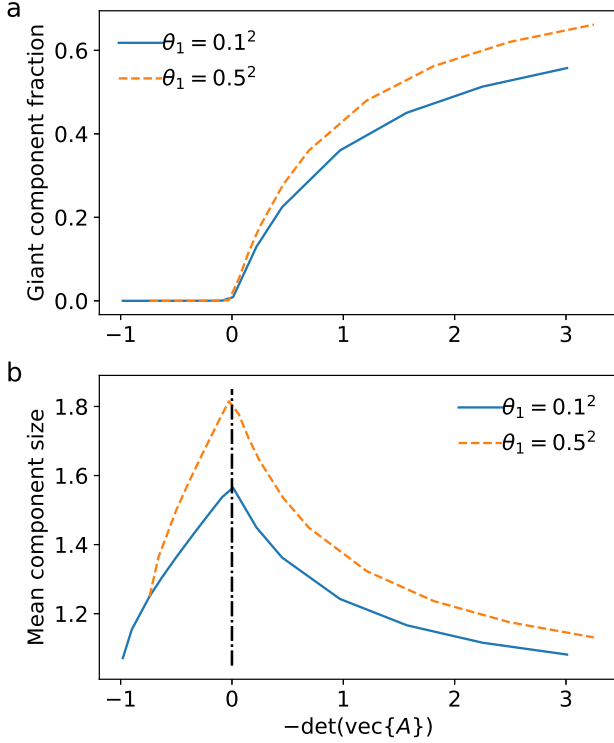 a
Giant component fraction
0.6
0.4
0.2
0.0
θ₁ = 0.1²
θ₁ = 0.5²
−1 0 1 2 3
b
Mean component size
1.8
1.6
1.4
1.2
θ₁ = 0.1²
θ₁ = 0.5²
−1 0 1 2 3
−det(vec{A})